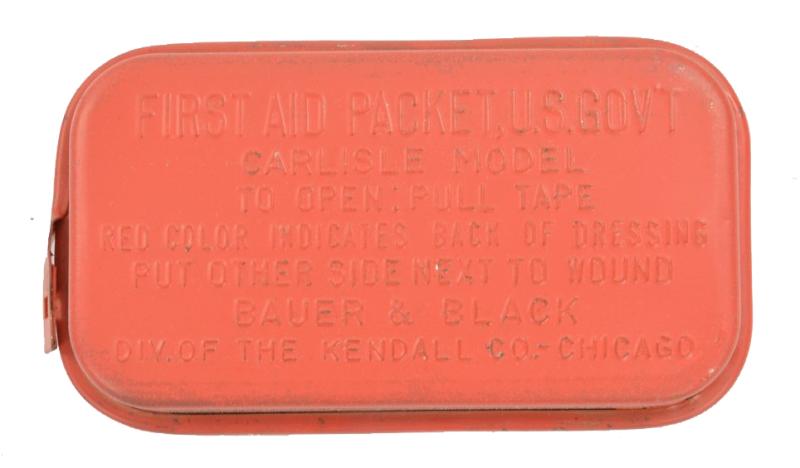 FIRST AID PACKET, U.S. GOV'T
CARLISLE MODEL
TO OPEN: PULL TAPE
RED COLOR INDICATES BACK OF DRESSING
PUT OTHER SIDE NEXT TO WOUND
BAUER & BLACK
DIV. OF THE KENDALL CO.-CHICAGO